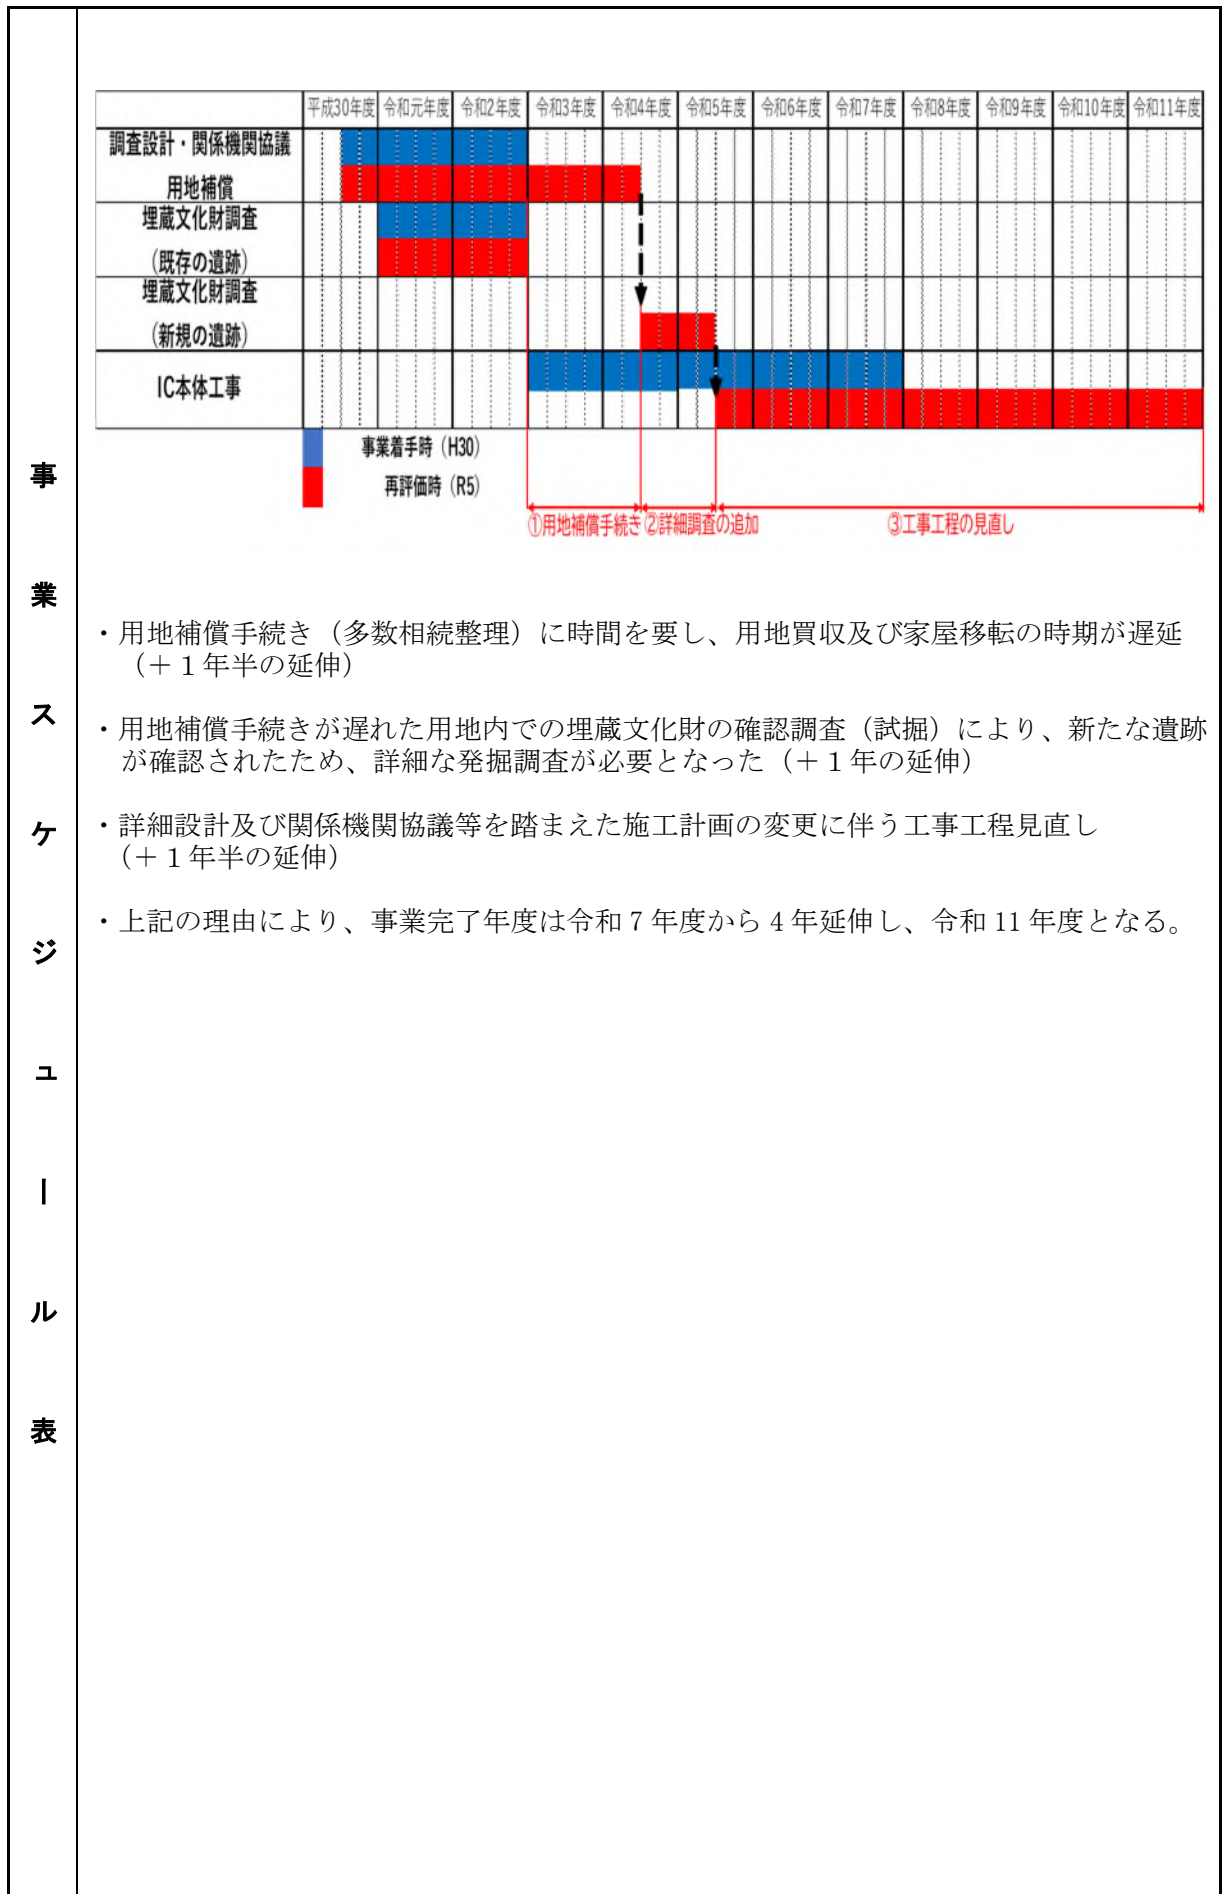 事業スケジュール表
平成30年度 令和元年度 令和2年度 令和3年度 令和4年度 令和5年度 令和6年度 令和7年度 令和8年度 令和9年度 令和10年度 令和11年度
調査設計・関係機関協議
用地補償
埋蔵文化財調査
(既存の遺跡)
埋蔵文化財調査
(新規の遺跡)
IC本体工事
事業着手時（H30）
再評価時（R5）
①用地補償手続き ②詳細調査の追加 ③工事工程の見直し
・用地補償手続き（多数相続整理）に時間を要し、用地買収及び家屋移転の時期が遅延
（＋１年半の延伸）
・用地補償手続きが遅れた用地内での埋蔵文化財の確認調査（試掘）により、新たな遺跡
が確認されたため、詳細な発掘調査が必要となった（＋１年の延伸）
・詳細設計及び関係機関協議等を踏まえた施工計画の変更に伴う工事工程見直し
（＋１年半の延伸）
・上記の理由により、事業完了年度は令和７年度から４年延伸し、令和 11 年度となる。